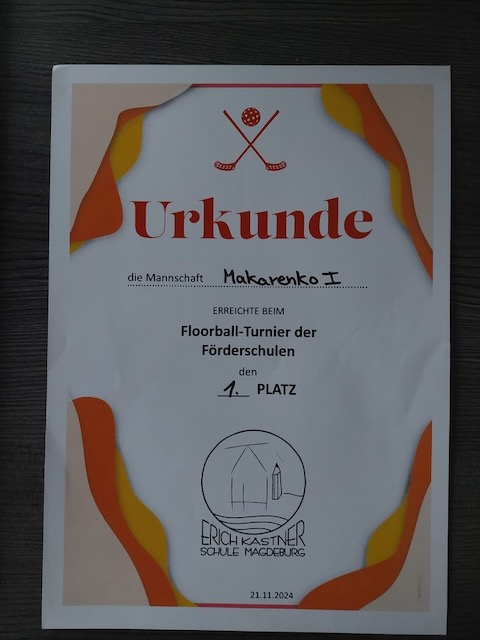 Urkunde
die Mannschaft Makarenko I
ERREICHTE BEIM
Floorball-Turnier der
Förderschulen
den
1. PLATZ
ERICH KÄSTNER
SCHULE MAGDEBURG
21.11.2024